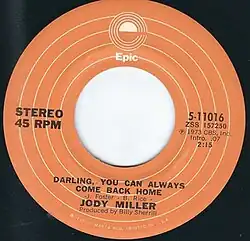 Epic
STEREO
45 RPM
5-11016
ZSS 157250
℗ 1973 CBS, Inc.
Intro. :07
2:15
DARLING, YOU CAN ALWAYS
COME BACK HOME
J. Foster - B. Rice
JODY MILLER
Produced by Billy Sherrill